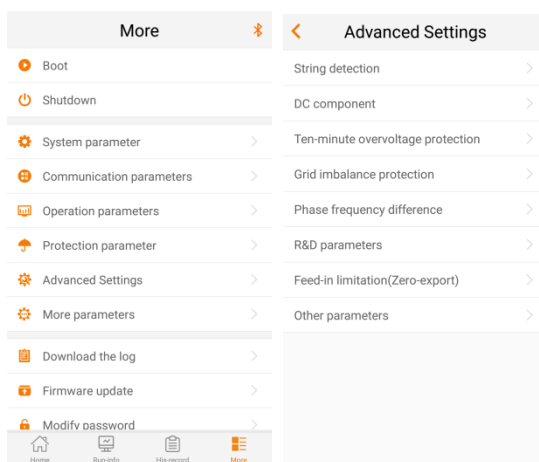 More
Boot
Shutdown
System parameter
Communication parameters
Operation parameters
Protection parameter
Advanced Settings
More parameters
Download the log
Firmware update
Modify password
Home
Run-info
His-record
More
Advanced Settings
String detection
DC component
Ten-minute overvoltage protection
Grid imbalance protection
Phase frequency difference
R&D parameters
Feed-in limitation(Zero-export)
Other parameters